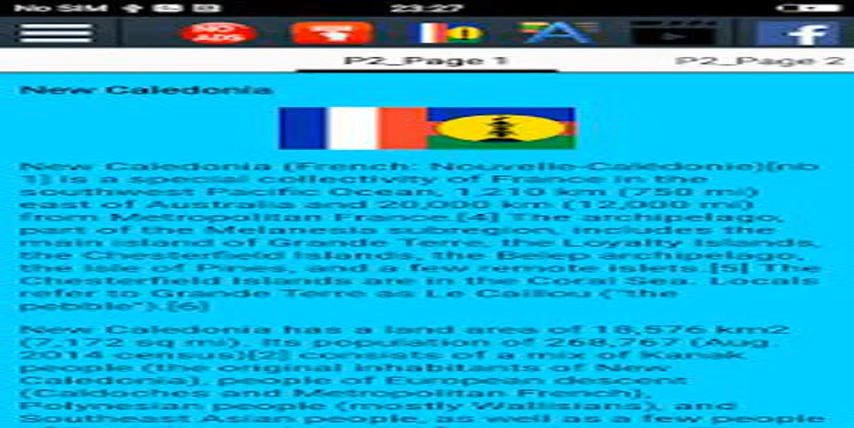 No SIM 23:27
NO
ADS
P2_Page 1 P2_Page 2
New Caledonia
New Caledonia (French: Nouvelle-Calédonie)[nb
1] is a special collectivity of France in the
southwest Pacific Ocean, 1,210 km (750 mi)
east of Australia and 20,000 km (12,000 mi)
from Metropolitan France.[4] The archipelago,
part of the Melanesia subregion, includes the
main island of Grande Terre, the Loyalty Islands,
the Chesterfield Islands, the Belep archipelago,
the Isle of Pines, and a few remote islets.[5] The
Chesterfield Islands are in the Coral Sea. Locals
refer to Grande Terre as Le Caillou ("the
pebble").[6]
New Caledonia has a land area of 18,576 km2
(7,172 sq mi). Its population of 268,767 (Aug.
2014 census)[2] consists of a mix of Kanak
people (the original inhabitants of New
Caledonia), people of European descent
(Caldoches and Metropolitan French),
Polynesian people (mostly Wallisians), and
Southeast Asian people, as well as a few people